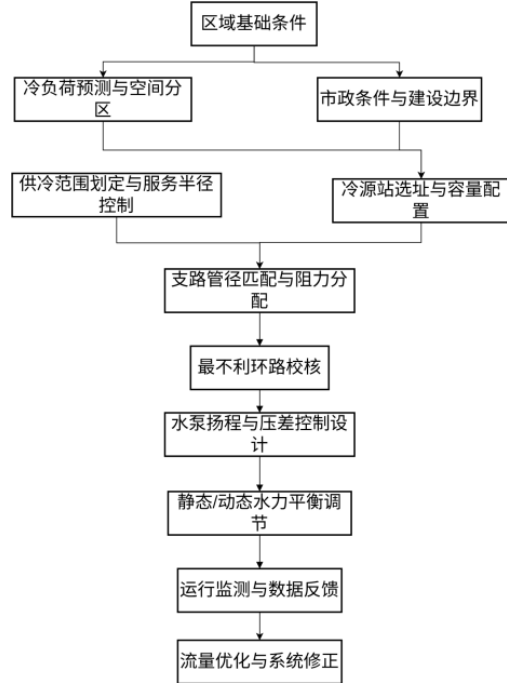 区域基础条件
冷负荷预测与空间分
区
市政条件与建设边界
供冷范围划定与服务半径
控制
冷源站选址与容量配
置
支路管径匹配与阻力分
配
最不利环路校核
水泵扬程与压差控制设
计
静态/动态水力平衡调
节
运行监测与数据反馈
流量优化与系统修正